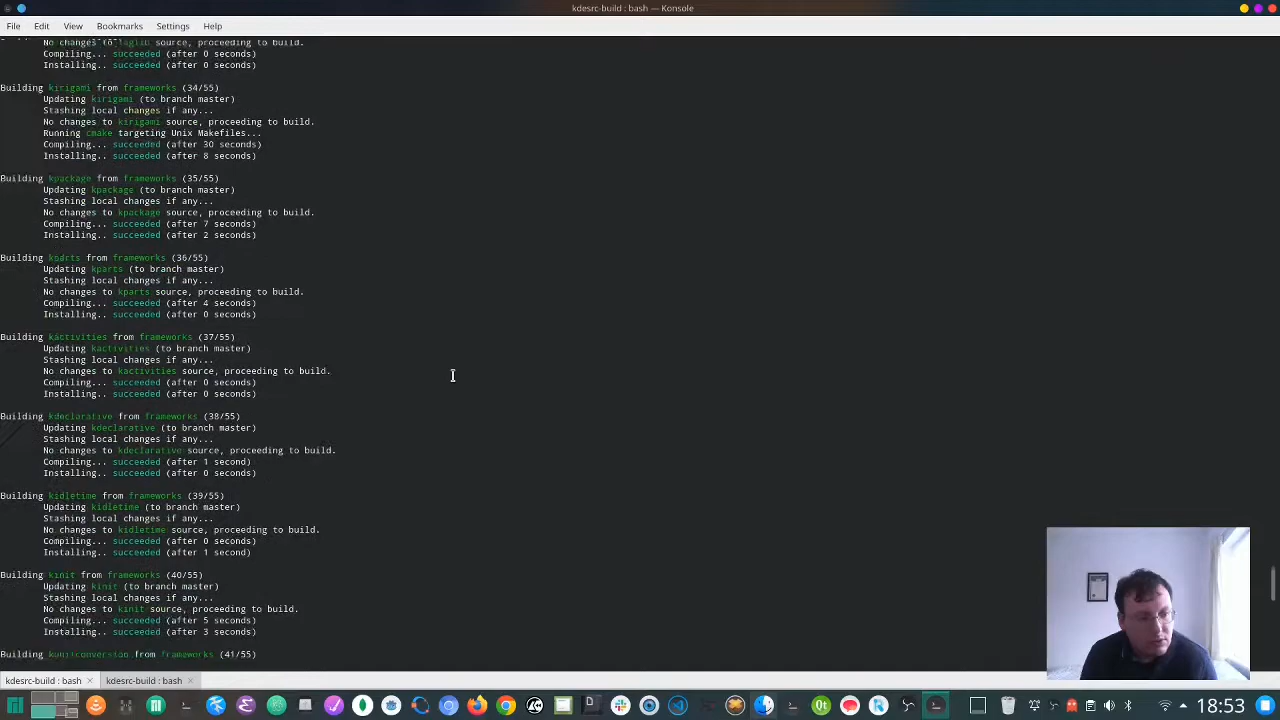 kdesrc-build : bash — Konsole
File Edit View Bookmarks Settings Help
No changes to taglib source, proceeding to build.
Compiling... succeeded (after 0 seconds)
Installing.. succeeded (after 0 seconds)
Building kirigami from frameworks (34/55)
Updating kirigami (to branch master)
Stashing local changes if any...
No changes to kirigami source, proceeding to build.
Running cmake targeting Unix Makefiles...
Compiling... succeeded (after 30 seconds)
Installing.. succeeded (after 8 seconds)
Building kpackage from frameworks (35/55)
Updating kpackage (to branch master)
Stashing local changes if any...
No changes to kpackage source, proceeding to build.
Compiling... succeeded (after 7 seconds)
Installing.. succeeded (after 2 seconds)
Building kparts from frameworks (36/55)
Updating kparts (to branch master)
Stashing local changes if any...
No changes to kparts source, proceeding to build.
Compiling... succeeded (after 4 seconds)
Installing.. succeeded (after 0 seconds)
Building kactivities from frameworks (37/55)
Updating kactivities (to branch master)
Stashing local changes if any...
No changes to kactivities source, proceeding to build.
Compiling... succeeded (after 0 seconds)
Installing.. succeeded (after 0 seconds)
Building kdeclarative from frameworks (38/55)
Updating kdeclarative (to branch master)
Stashing local changes if any...
No changes to kdeclarative source, proceeding to build.
Compiling... succeeded (after 1 second)
Installing.. succeeded (after 0 seconds)
Building kidletime from frameworks (39/55)
Updating kidletime (to branch master)
Stashing local changes if any...
No changes to kidletime source, proceeding to build.
Compiling... succeeded (after 0 seconds)
Installing.. succeeded (after 1 second)
Building kinit from frameworks (40/55)
Updating kinit (to branch master)
Stashing local changes if any...
No changes to kinit source, proceeding to build.
Compiling... succeeded (after 5 seconds)
Installing.. succeeded (after 3 seconds)
Building kunitconversion from frameworks (41/55)
kdesrc-build : bash kdesrc-build : bash
18:53